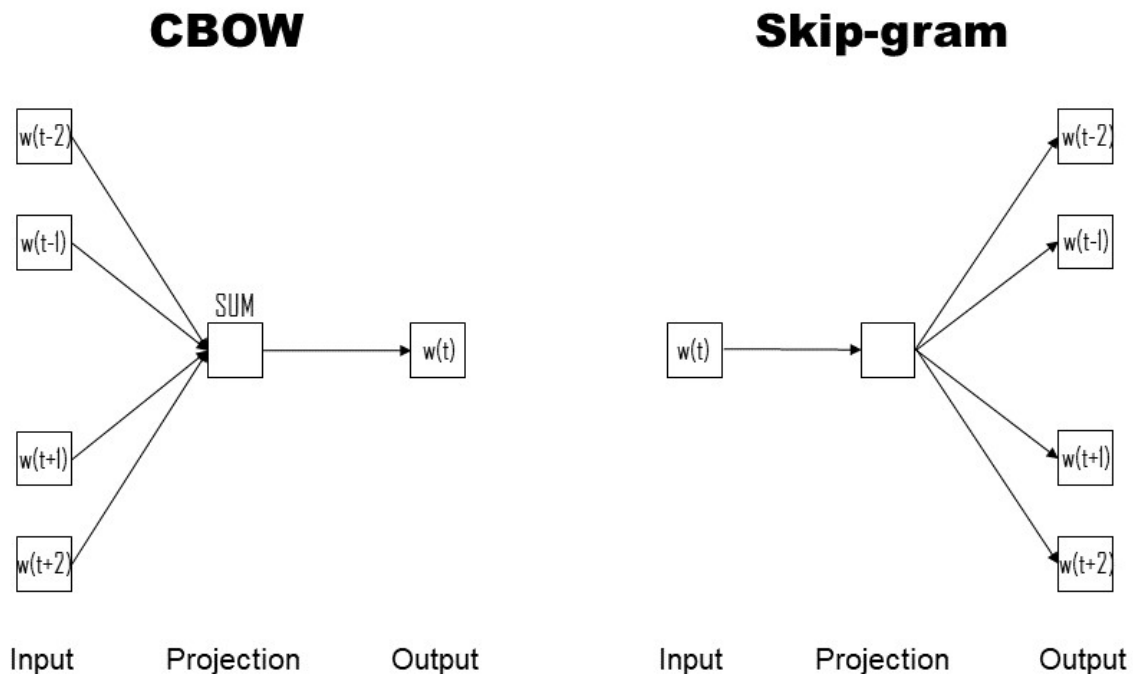 CBOW
w(t-2)
w(t-1)
SUM
w(t)
w(t+1)
w(t+2)
Input Projection Output
Skip-gram
w(t-2)
w(t-1)
w(t)
w(t+1)
w(t+2)
Input Projection Output